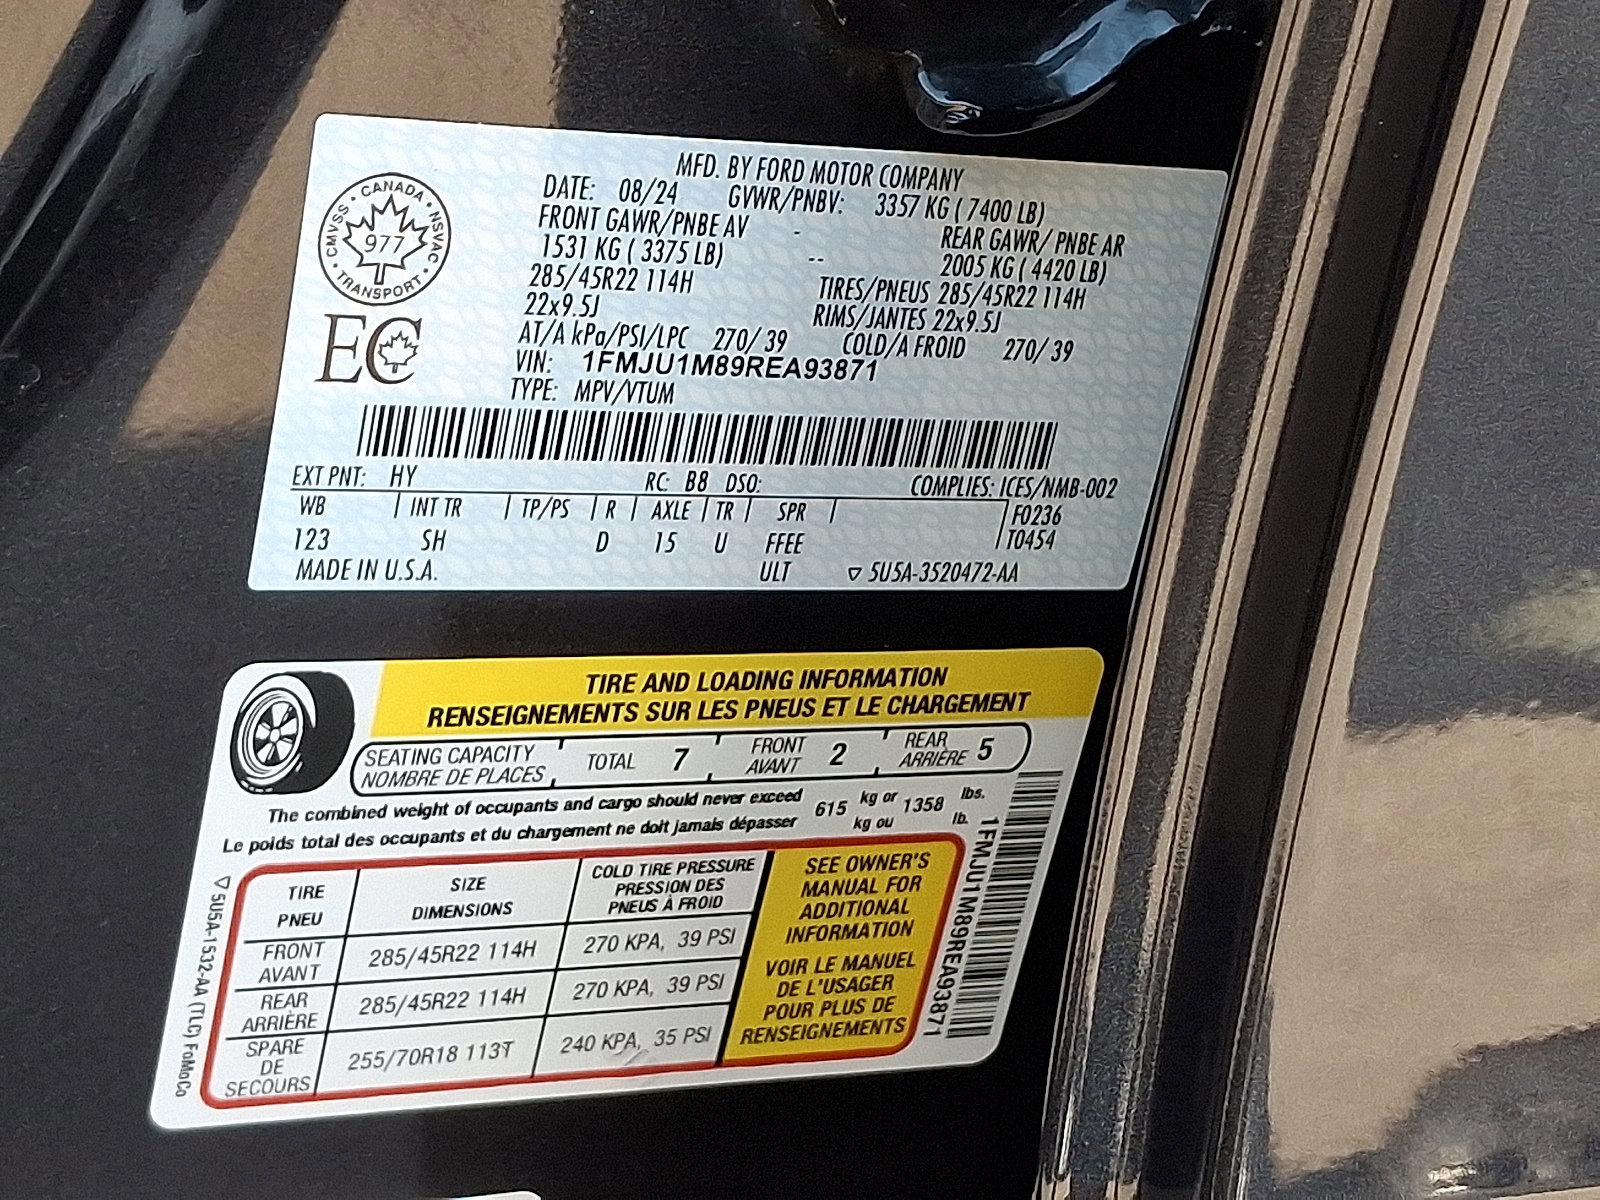 MFD. BY FORD MOTOR COMPANY
DATE: 08/24 GVWR/PNBV: 3357 KG ( 7400 LB)
FRONT GAWR/PNBE AV - REAR GAWR/ PNBE AR
1531 KG ( 3375 LB) -- 2005 KG ( 4420 LB)
285/45R22 114H TIRES/PNEUS 285/45R22 114H
22x9.5J RIMS/JANTES 22x9.5J
AT/A kPa/PSI/LPC 270/ 39 COLD/A FROID 270/ 39
VIN: 1FMJU1M89REA93871
TYPE: MPV/VTUM
CANADA
CMVSS • NSVAC
977
TRANSPORT
EC
EXT PNT: HY RC: B8 DSO: COMPLIES: ICES/NMB-002
WB INT TR TP/PS R AXLE TR SPR F0236
123 SH D 15 U FFEE T0454
MADE IN U.S.A. ULT ▽ 5U5A-3520472-AA
TIRE AND LOADING INFORMATION
RENSEIGNEMENTS SUR LES PNEUS ET LE CHARGEMENT
SEATING CAPACITY TOTAL 7 FRONT 2 REAR 5
NOMBRE DE PLACES AVANT ARRIÈRE
The combined weight of occupants and cargo should never exceed 615 kg or 1358 lbs.
Le poids total des occupants et du chargement ne doit jamais dépasser kg ou lb.
TIRE SIZE COLD TIRE PRESSURE
PNEU DIMENSIONS PRESSION DES
PNEUS À FROID
FRONT 285/45R22 114H 270 KPA, 39 PSI
AVANT
REAR 285/45R22 114H 270 KPA, 39 PSI
ARRIÈRE
SPARE 255/70R18 113T 240 KPA, 35 PSI
DE
SECOURS
SEE OWNER'S
MANUAL FOR
ADDITIONAL
INFORMATION
VOIR LE MANUEL
DE L'USAGER
POUR PLUS DE
RENSEIGNEMENTS
1FMJU1M89REA93871
▽ 5U5A-1532-AA (TLC) FoMoCo